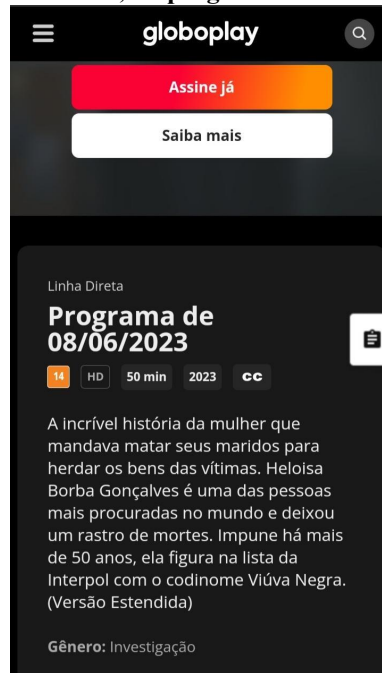 globoplay
Assine já
Saiba mais
Linha Direta
Programa de
08/06/2023
14 HD 50 min 2023 CC
A incrível história da mulher que
mandava matar seus maridos para
herdar os bens das vítimas. Heloisa
Borba Gonçalves é uma das pessoas
mais procuradas no mundo e deixou
um rastro de mortes. Impune há mais
de 50 anos, ela figura na lista da
Interpol com o codinome Viúva Negra.
(Versão Estendida)
Gênero: Investigação